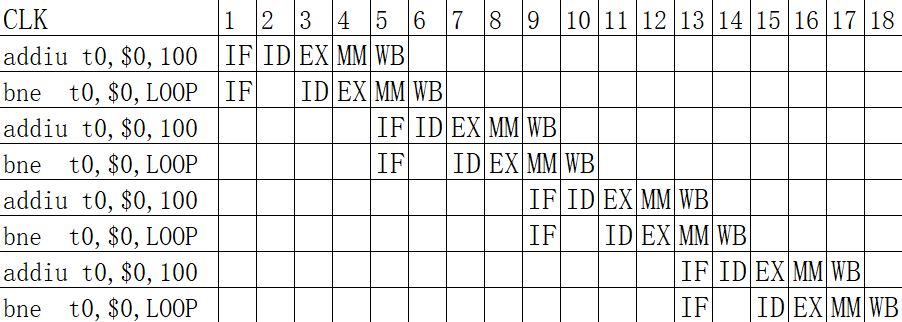 CLK 1 2 3 4 5 6 7 8 9 10 11 12 13 14 15 16 17 18
addiu t0,$0,100 IF ID EX MM WB
bne t0,$0,LOOP IF ID EX MM WB
addiu t0,$0,100 IF ID EX MM WB
bne t0,$0,LOOP IF ID EX MM WB
addiu t0,$0,100 IF ID EX MM WB
bne t0,$0,LOOP IF ID EX MM WB
addiu t0,$0,100 IF ID EX MM WB
bne t0,$0,LOOP IF ID EX MM WB